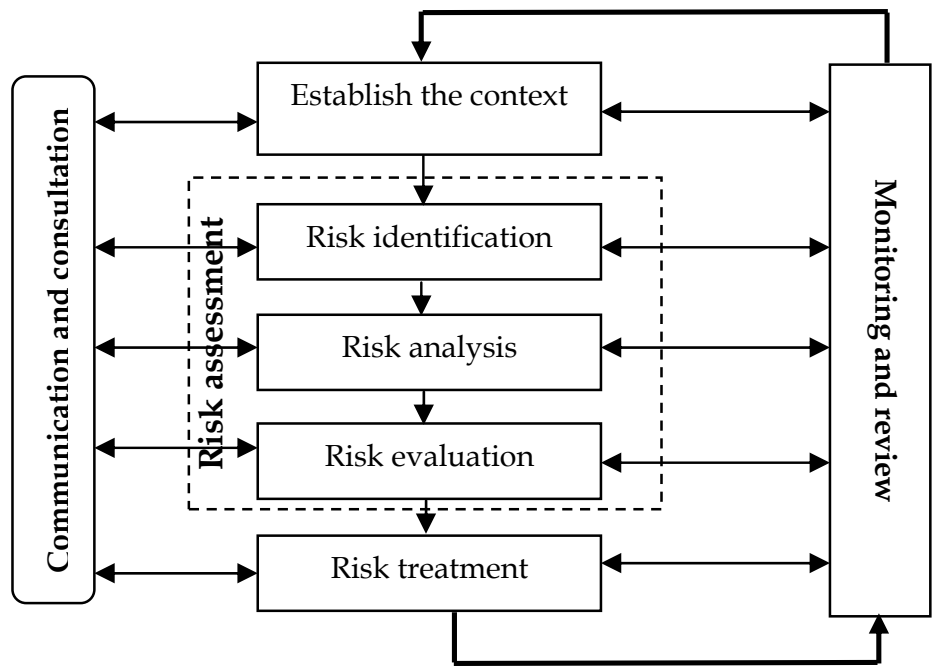 Establish the context
Communication and consultation
Risk assessment
Risk identification
Risk analysis
Risk evaluation
Risk treatment
Monitoring and review